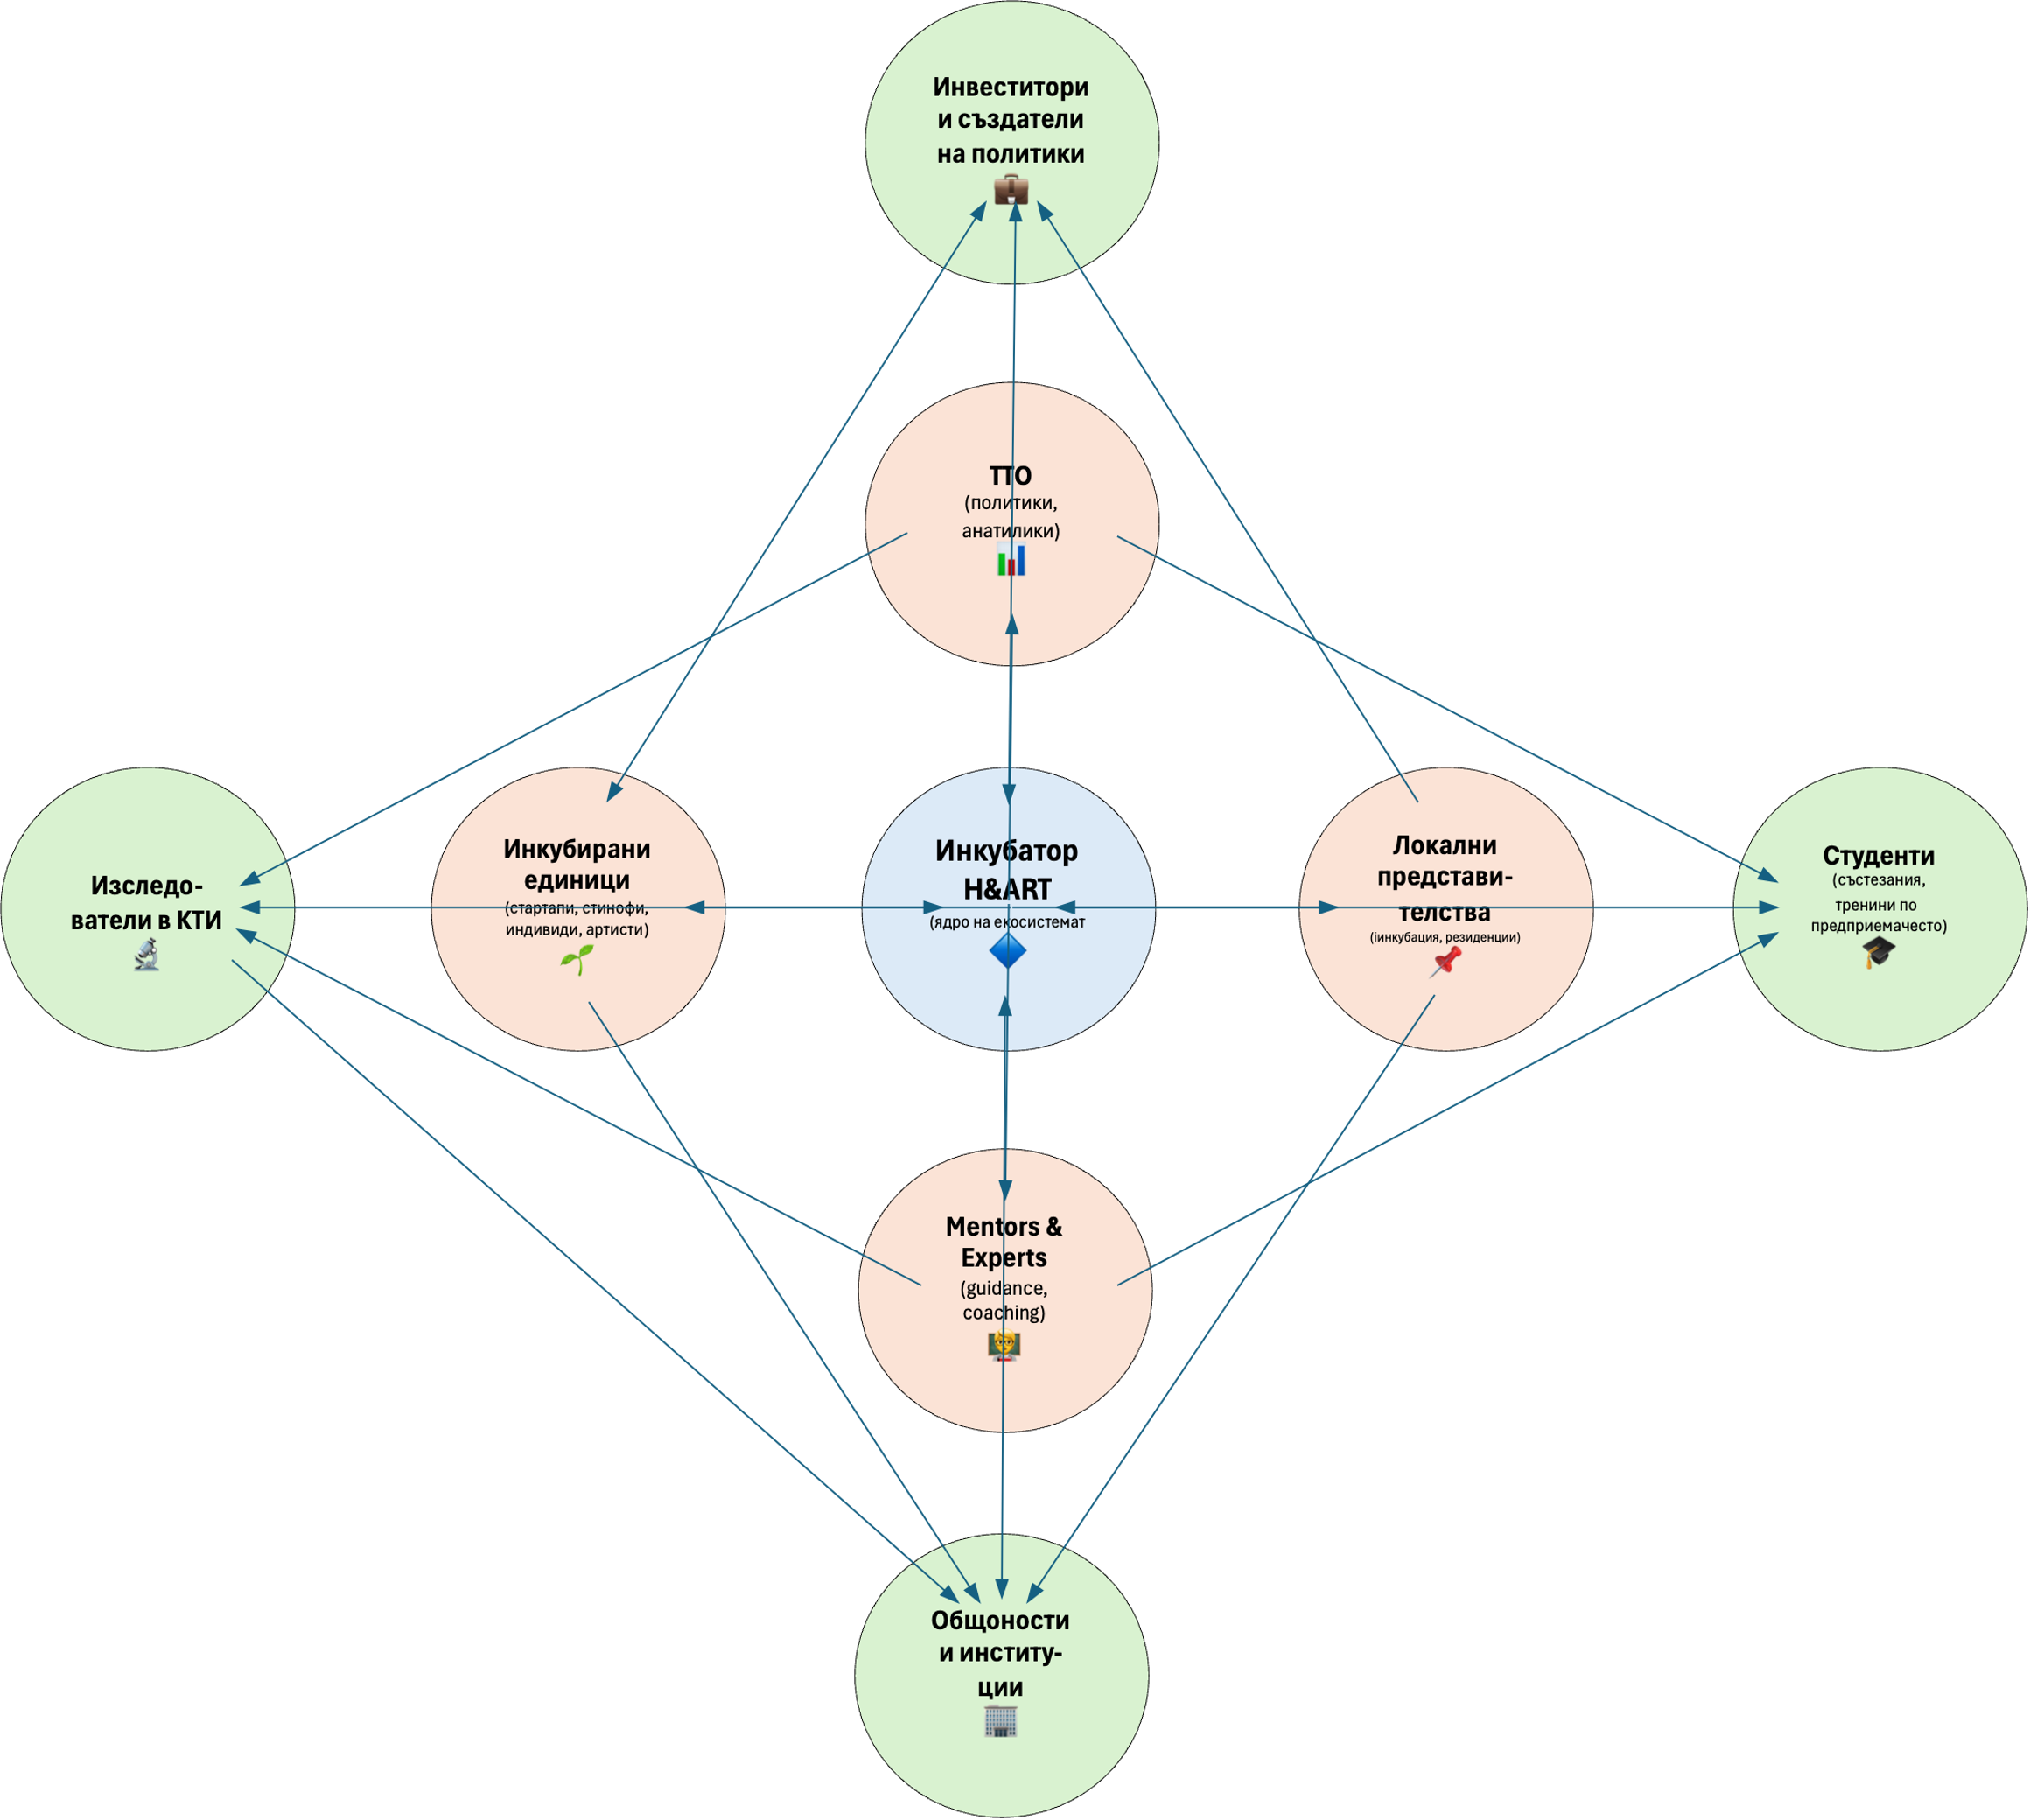 Инвеститори
и създатели
на политики
ТТО
(политики,
анатилики)
Изследо-
ватели в КТИ
Инкубирани
единици
(стартапи, стинофи,
индивиди, артисти)
Инкубатор
H&ART
(ядро на екосистемат
Локални
представи-
телства
(іинкубация, резиденции)
Студенти
(състезания,
тренини по
предприемачесто)
Mentors &
Experts
(guidance,
coaching)
Общоности
и институ-
ции